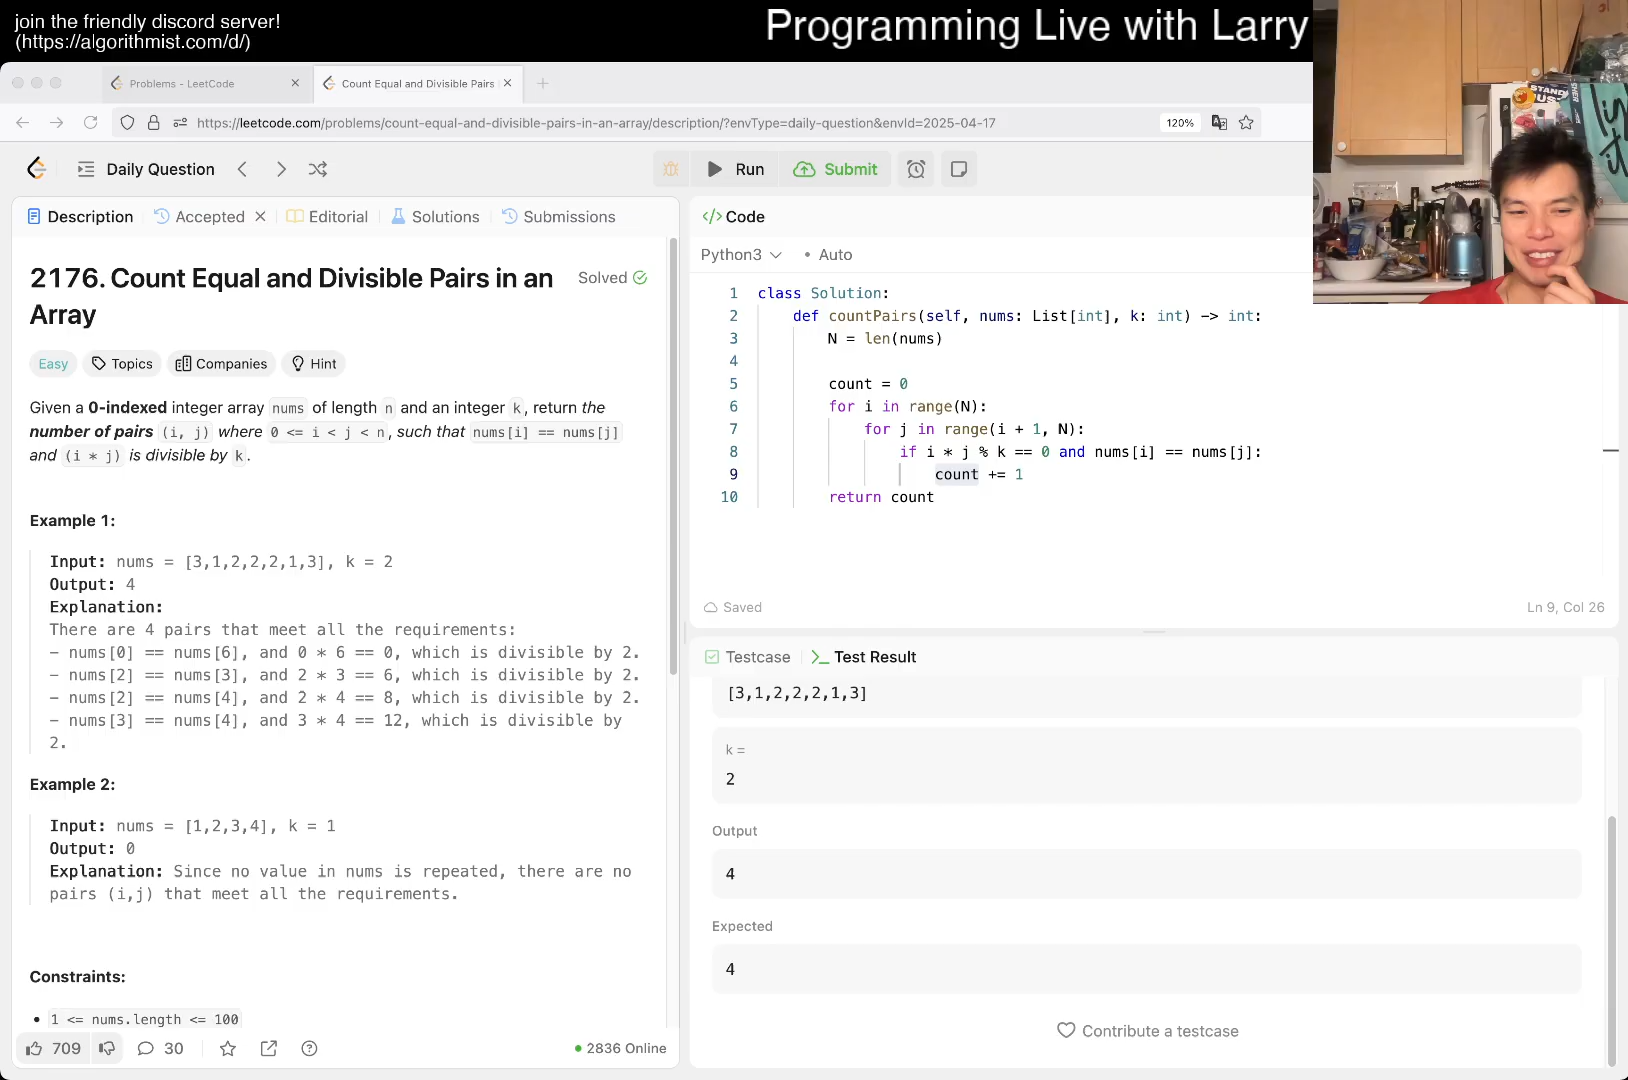 join the friendly discord server!
(https://algorithmist.com/d/)
Programming Live with Larry
Problems - LeetCode
Count Equal and Divisible Pairs
https://leetcode.com/problems/count-equal-and-divisible-pairs-in-an-array/description/?envType=daily-question&envId=2025-04-17
120%
Daily Question
Run
Submit
Description
Accepted
Editorial
Solutions
Submissions
2176. Count Equal and Divisible Pairs in an
Array
Solved
Easy
Topics
Companies
Hint
Given a 0-indexed integer array nums of length n and an integer k, return the
number of pairs (i, j) where 0 <= i < j < n, such that nums[i] == nums[j]
and (i * j) is divisible by k.
Example 1:
Input: nums = [3,1,2,2,2,1,3], k = 2
Output: 4
Explanation:
There are 4 pairs that meet all the requirements:
- nums[0] == nums[6], and 0 * 6 == 0, which is divisible by 2.
- nums[2] == nums[3], and 2 * 3 == 6, which is divisible by 2.
- nums[2] == nums[4], and 2 * 4 == 8, which is divisible by 2.
- nums[3] == nums[4], and 3 * 4 == 12, which is divisible by
2.
Example 2:
Input: nums = [1,2,3,4], k = 1
Output: 0
Explanation: Since no value in nums is repeated, there are no
pairs (i,j) that meet all the requirements.
Constraints:
• 1 <= nums.length <= 100
709
30
2836 Online
</> Code
Python3
• Auto
1 class Solution:
2 def countPairs(self, nums: List[int], k: int) -> int:
3 N = len(nums)
4
5 count = 0
6 for i in range(N):
7 for j in range(i + 1, N):
8 if i * j % k == 0 and nums[i] == nums[j]:
9 count += 1
10 return count
Saved
Ln 9, Col 26
Testcase
>_ Test Result
[3,1,2,2,2,1,3]
k =
2
Output
4
Expected
4
Contribute a testcase